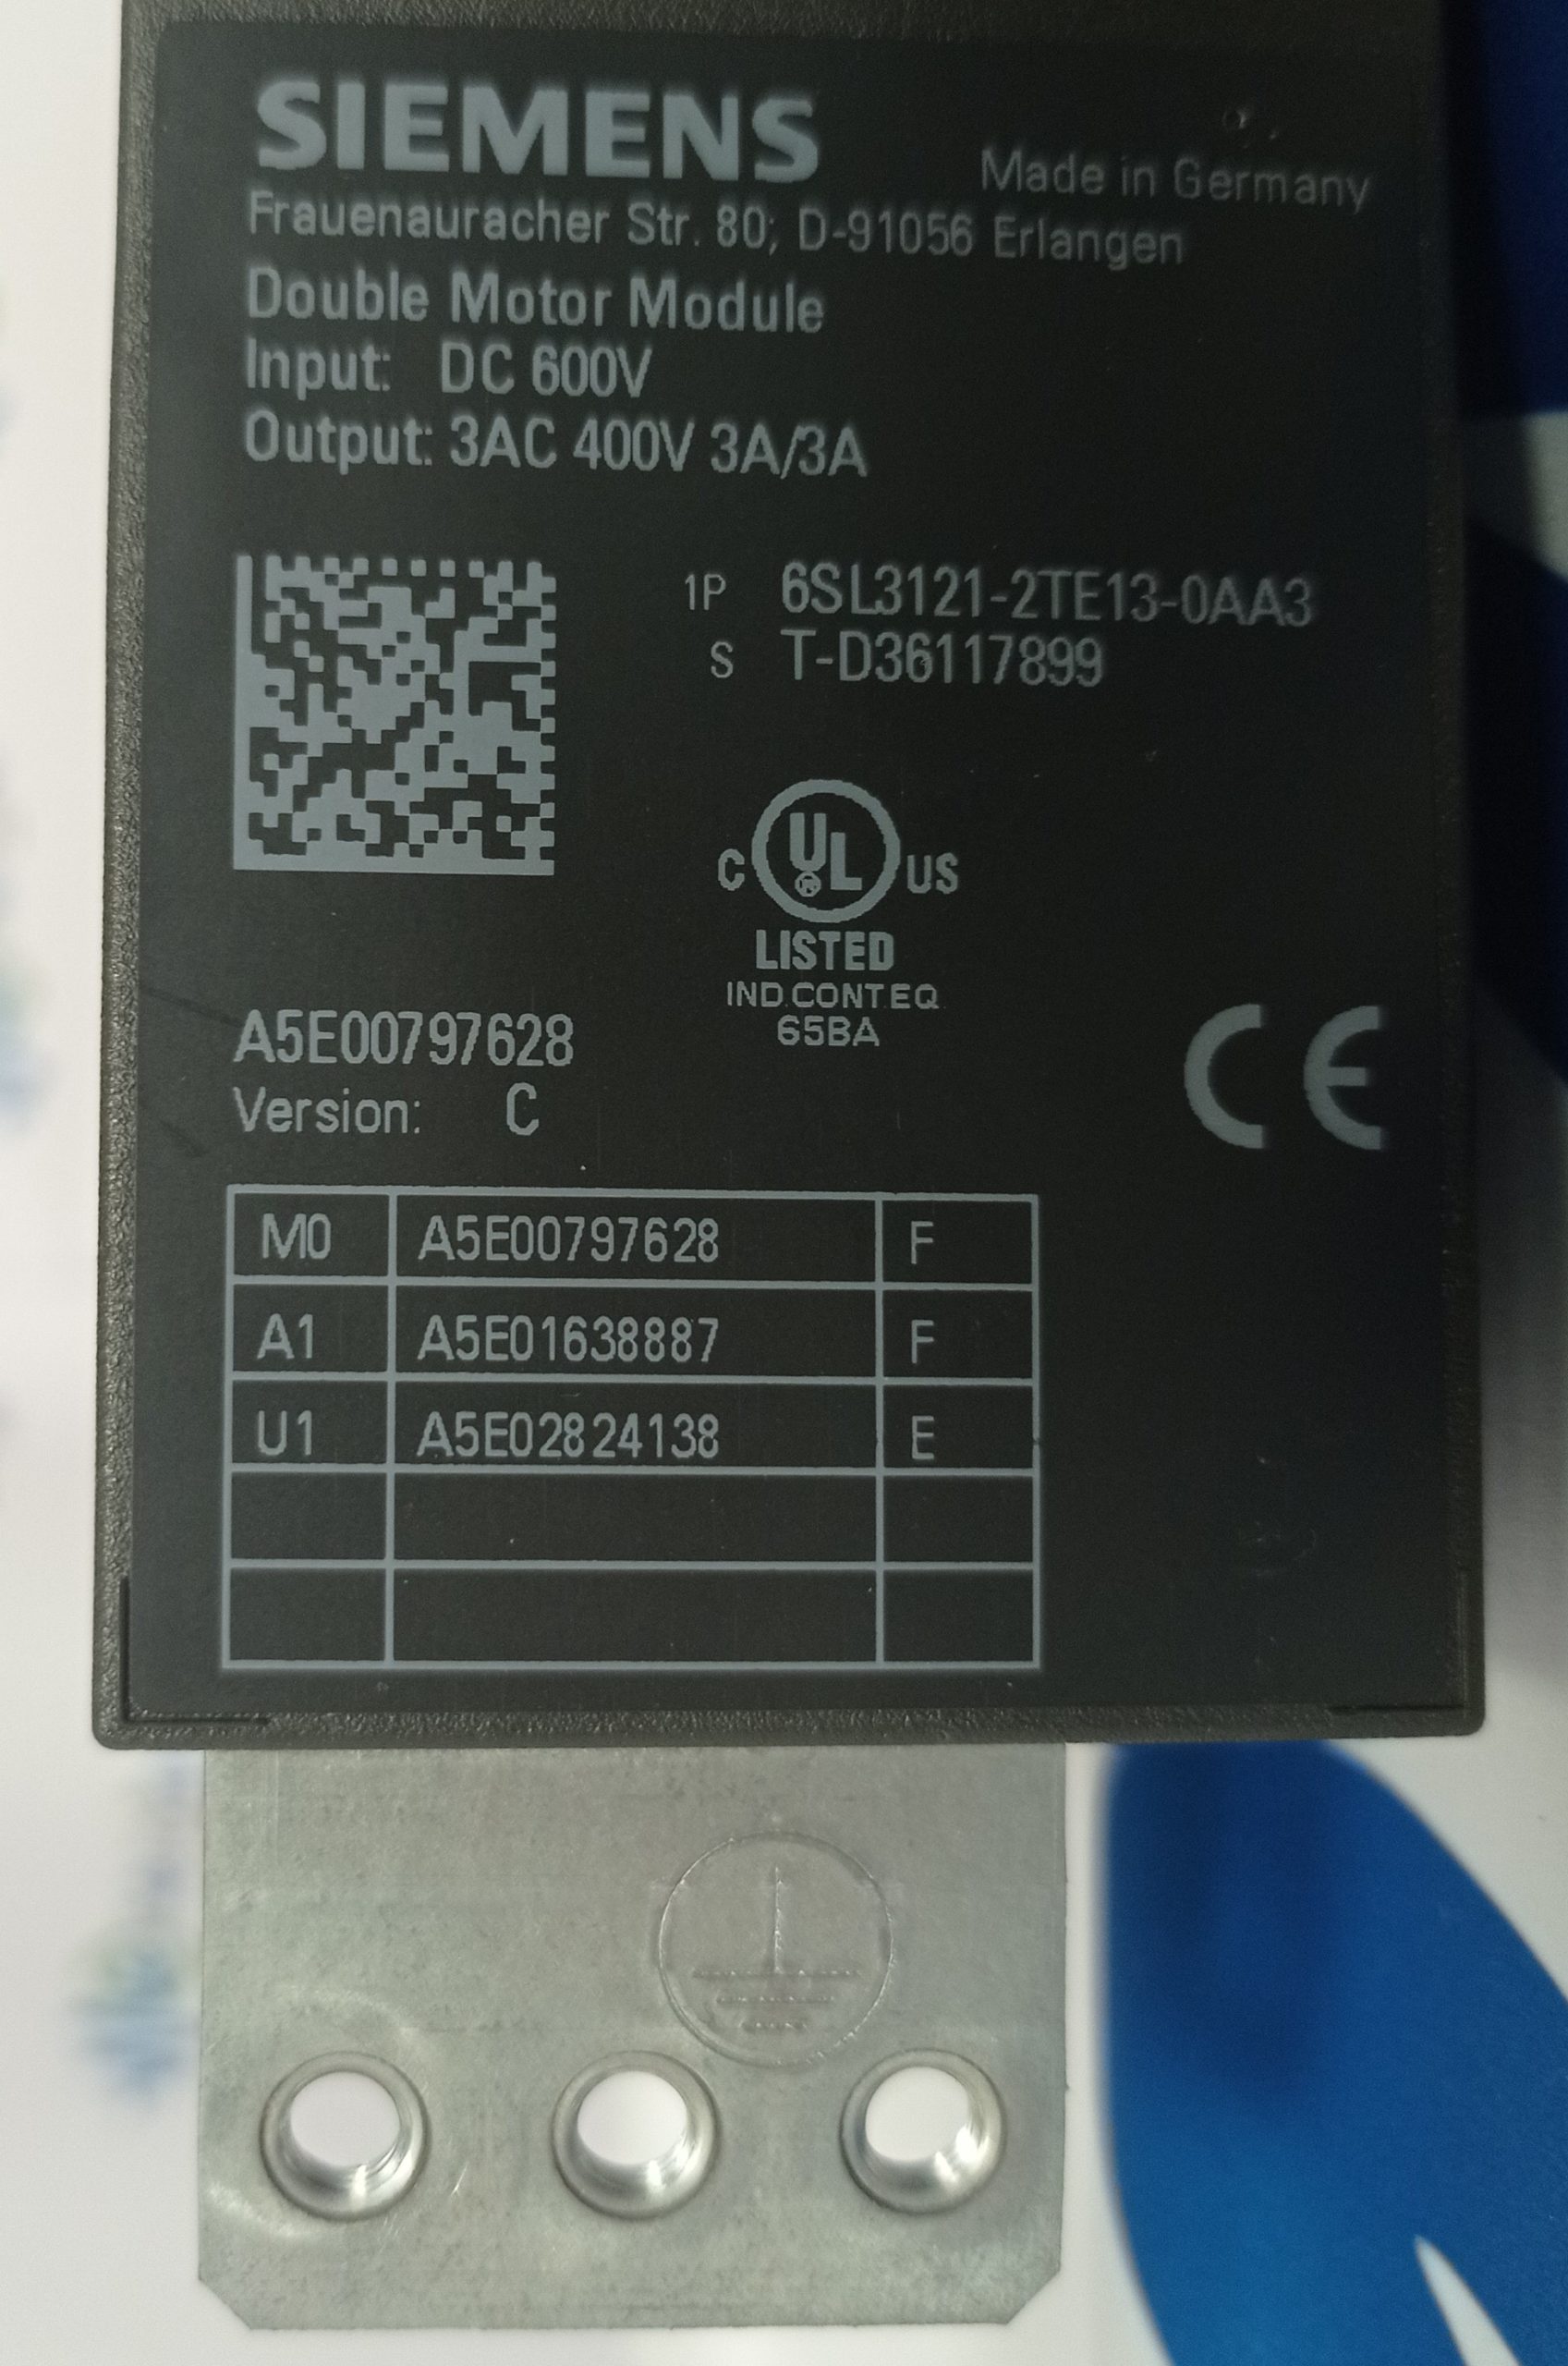 SIEMENS
Made in Germany
Frauenauracher Str. 80; D-91056 Erlangen
Double Motor Module
Input: DC 600V
Output: 3AC 400V 3A/3A
1P 6SL3121-2TE13-0AA3
S T-D36117899
C UL® US
LISTED
IND.CONT.EQ
65BA
CE
A5E00797628
Version: C
M0 A5E00797628 F
A1 A5E01638887 F
U1 A5E02824138 E